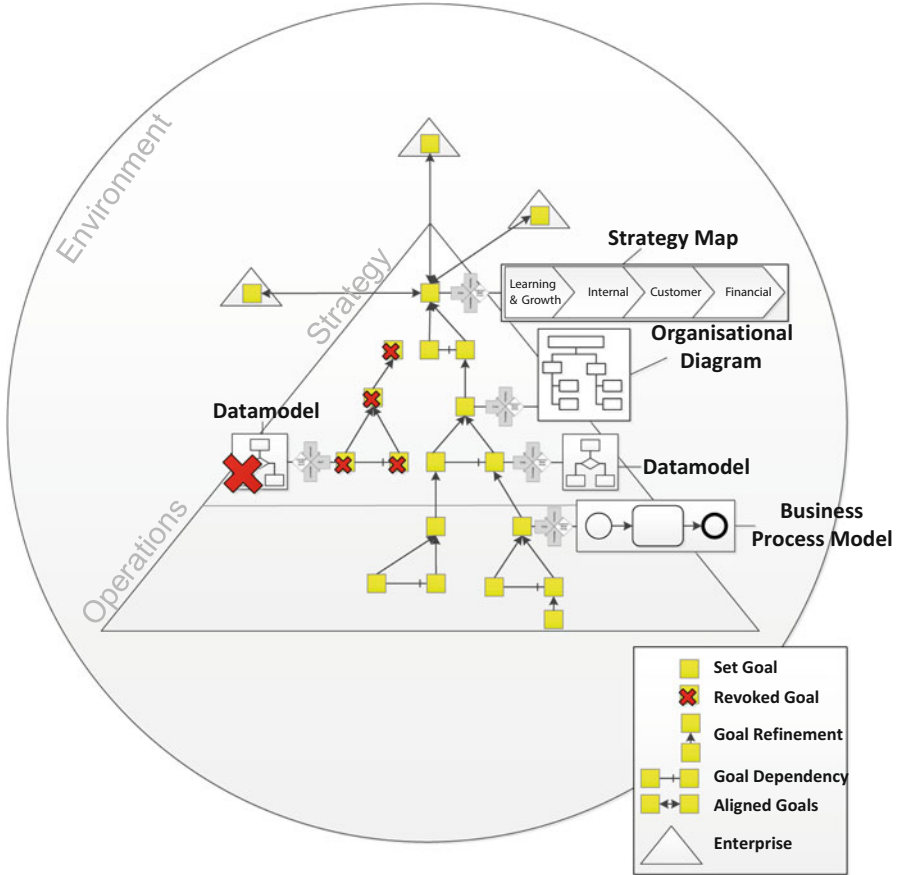 Environment
Strategy
Strategy Map
Learning
& Growth
Internal
Customer
Financial
Organisational
Diagram
Datamodel
Datamodel
Operations
Business
Process Model
Set Goal
Revoked Goal
Goal Refinement
Goal Dependency
Aligned Goals
Enterprise